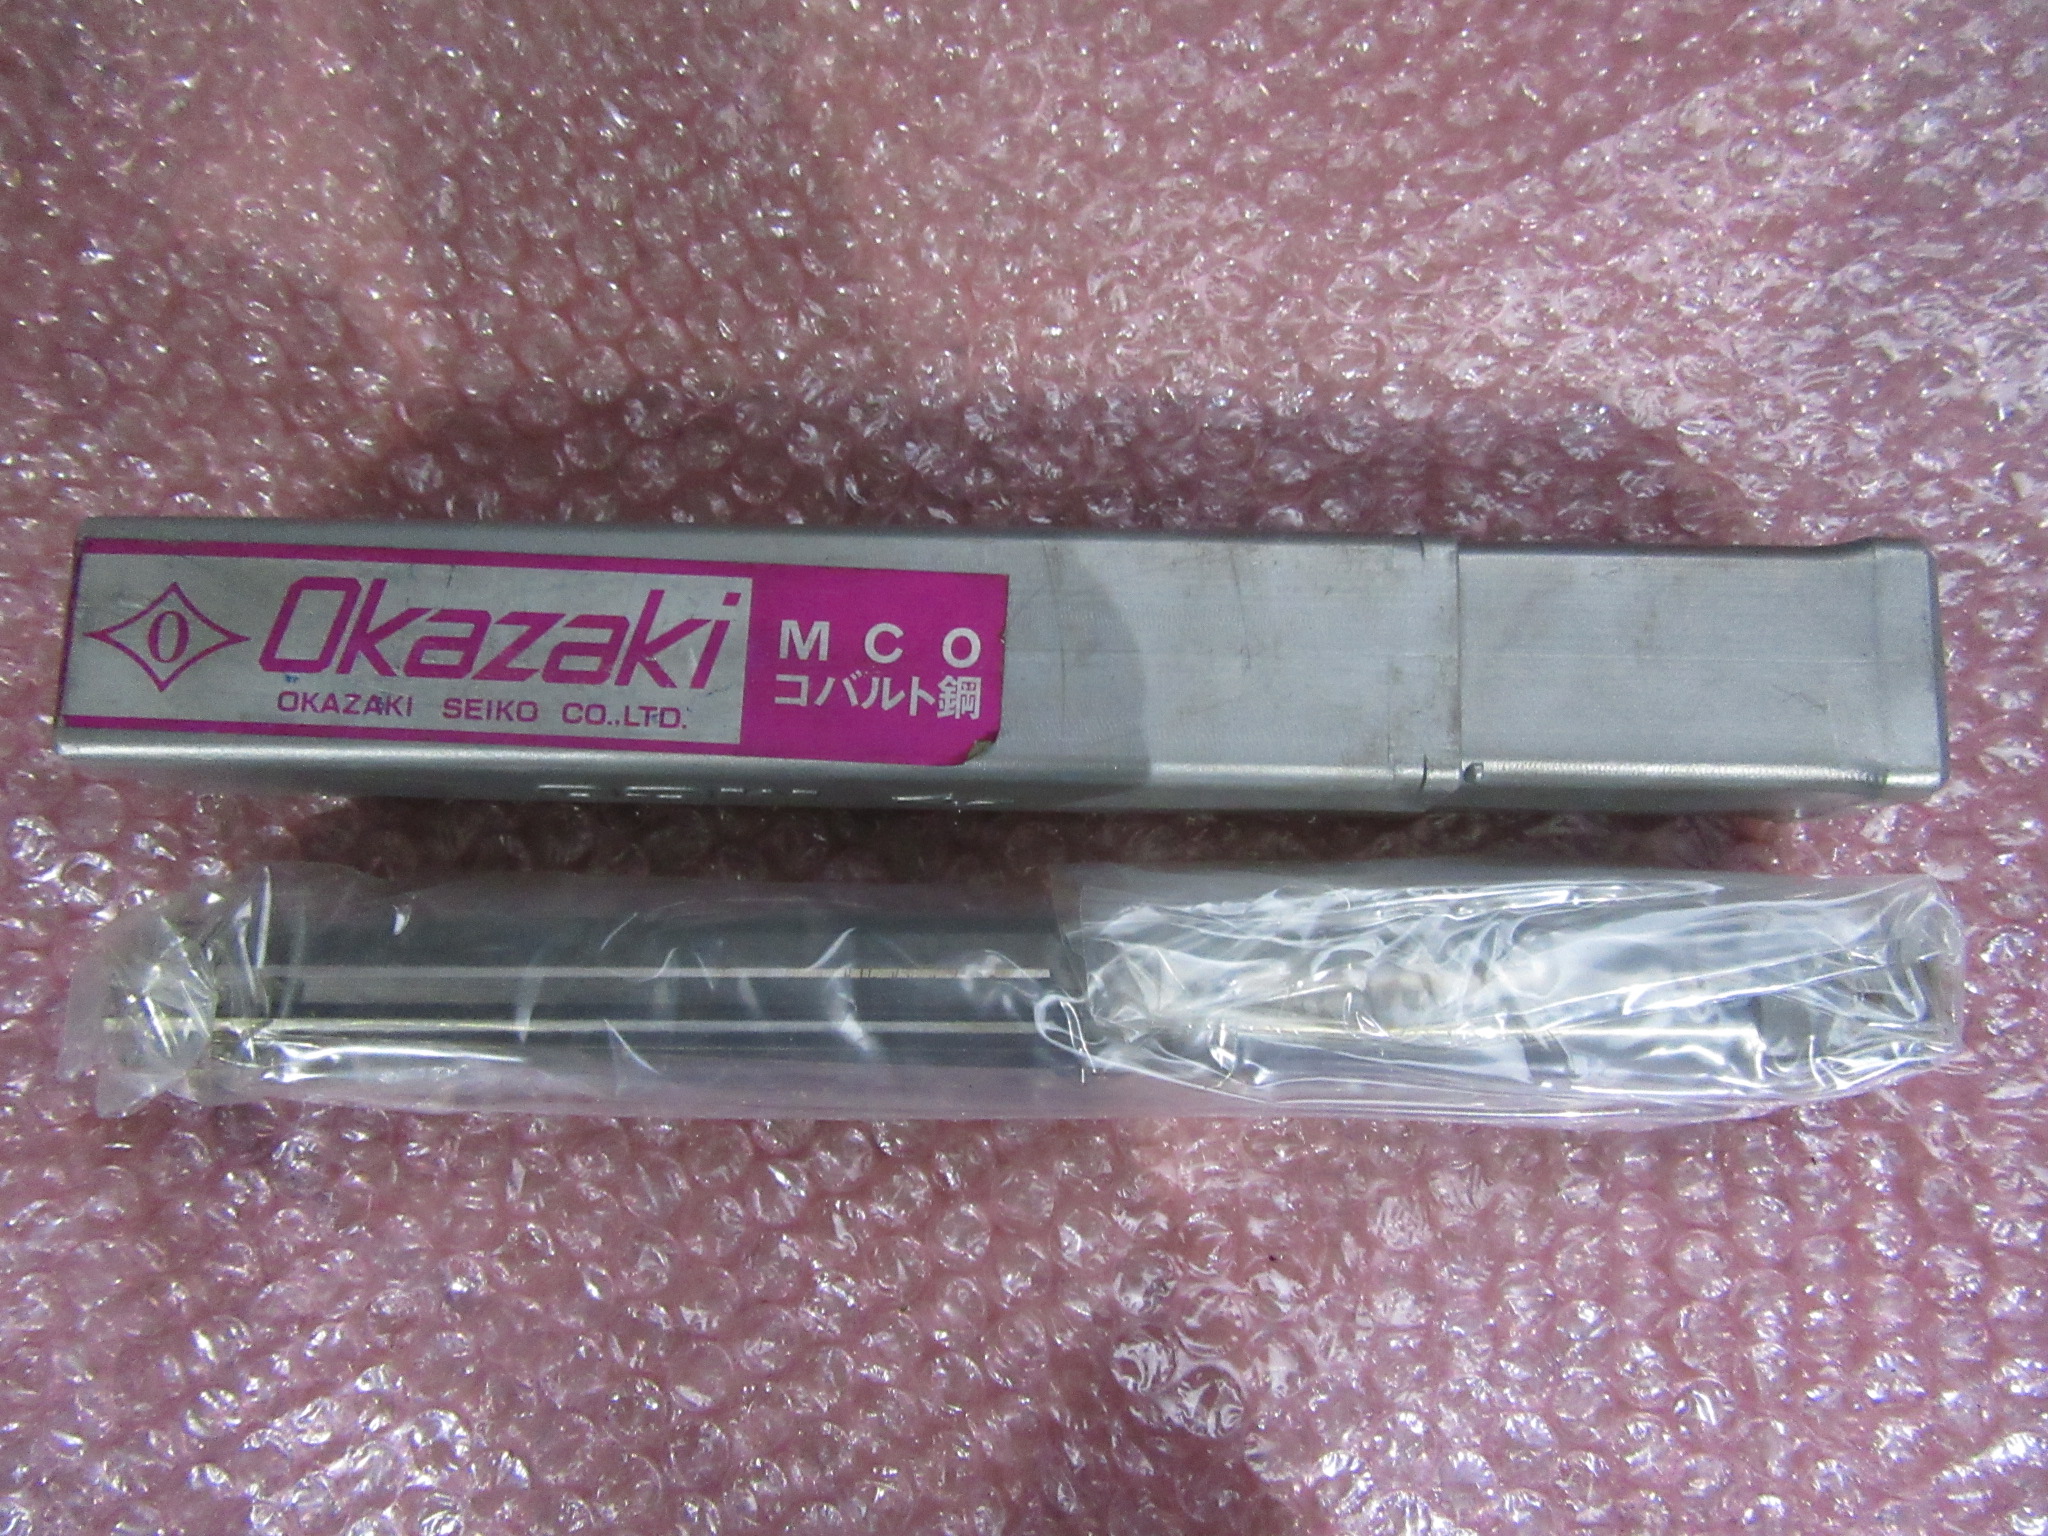 O Okazaki
OKAZAKI SEIKO CO.,LTD.
MCO
コバルト鋼